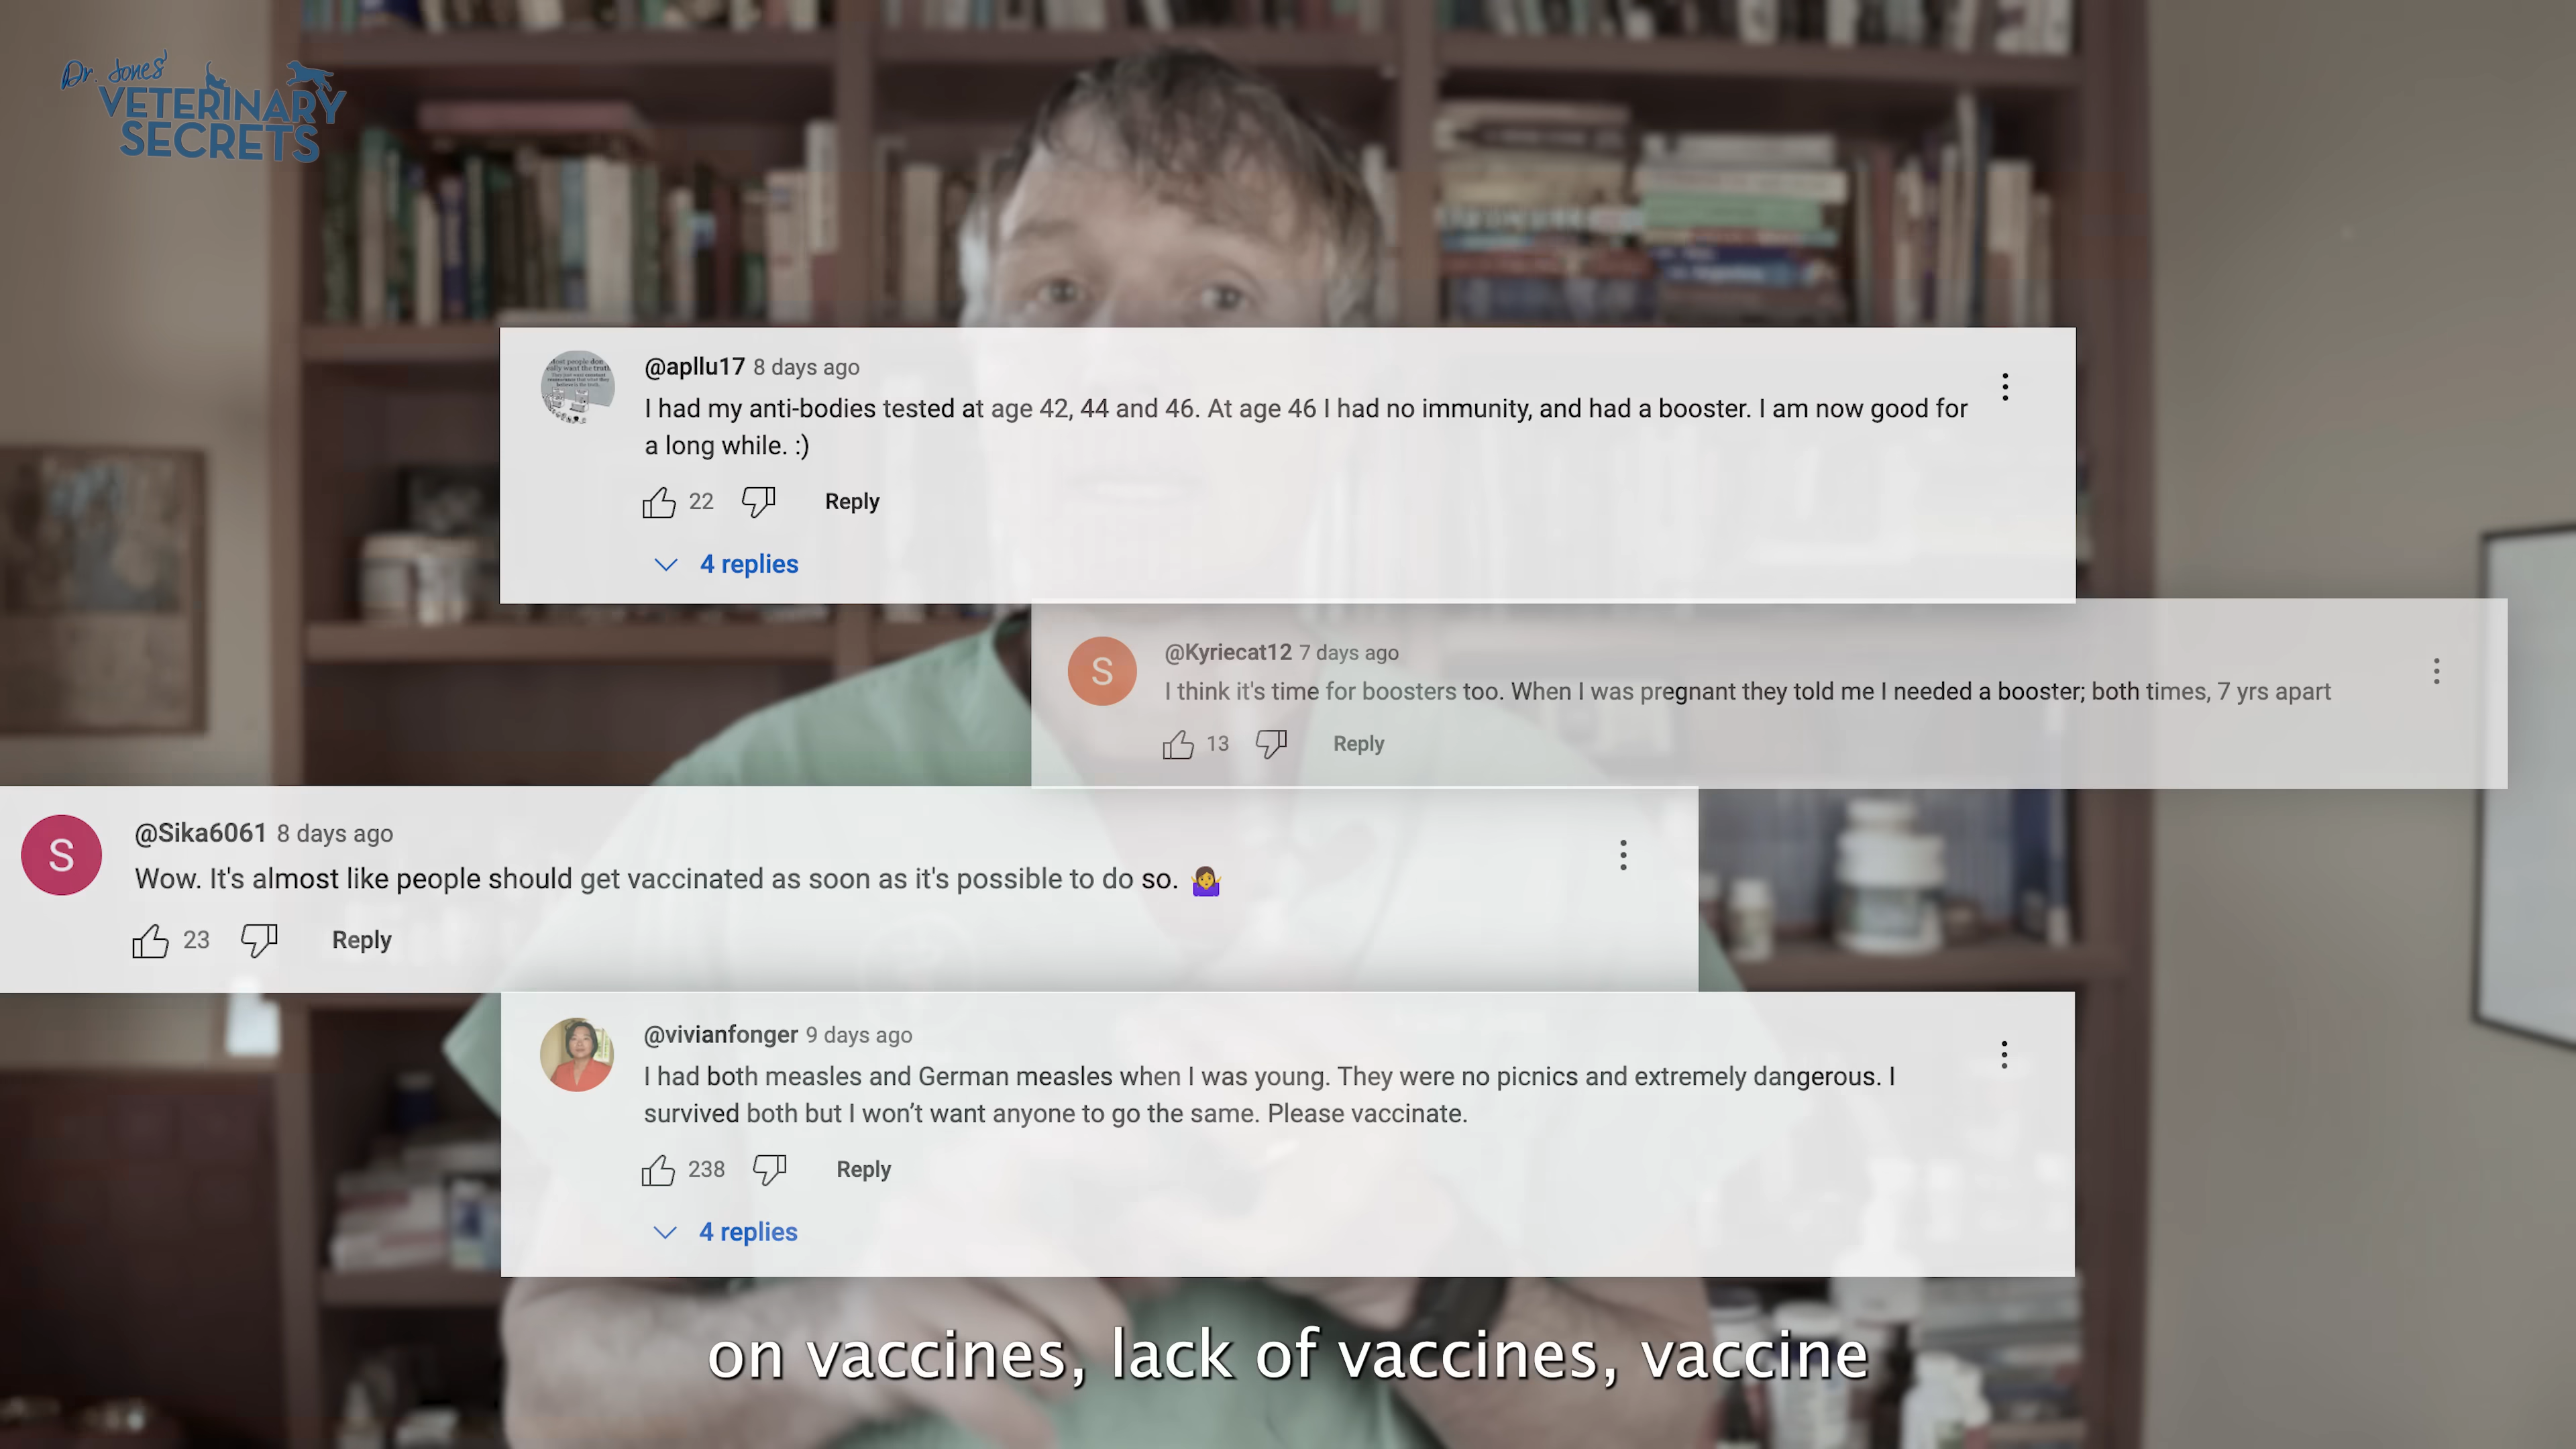 Dr. Jones'
VETERINARY
SECRETS
@apllu17 8 days ago
I had my anti-bodies tested at age 42, 44 and 46. At age 46 I had no immunity, and had a booster. I am now good for
a long while. :)
22 Reply
4 replies
S
@Kyriecat12 7 days ago
I think it's time for boosters too. When I was pregnant they told me I needed a booster; both times, 7 yrs apart
13 Reply
S
@Sika6061 8 days ago
Wow. It's almost like people should get vaccinated as soon as it's possible to do so. 🤷‍♀️
23 Reply
@vivianfonger 9 days ago
I had both measles and German measles when I was young. They were no picnics and extremely dangerous. I
survived both but I won’t want anyone to go the same. Please vaccinate.
238 Reply
4 replies
on vaccines, lack of vaccines, vaccine